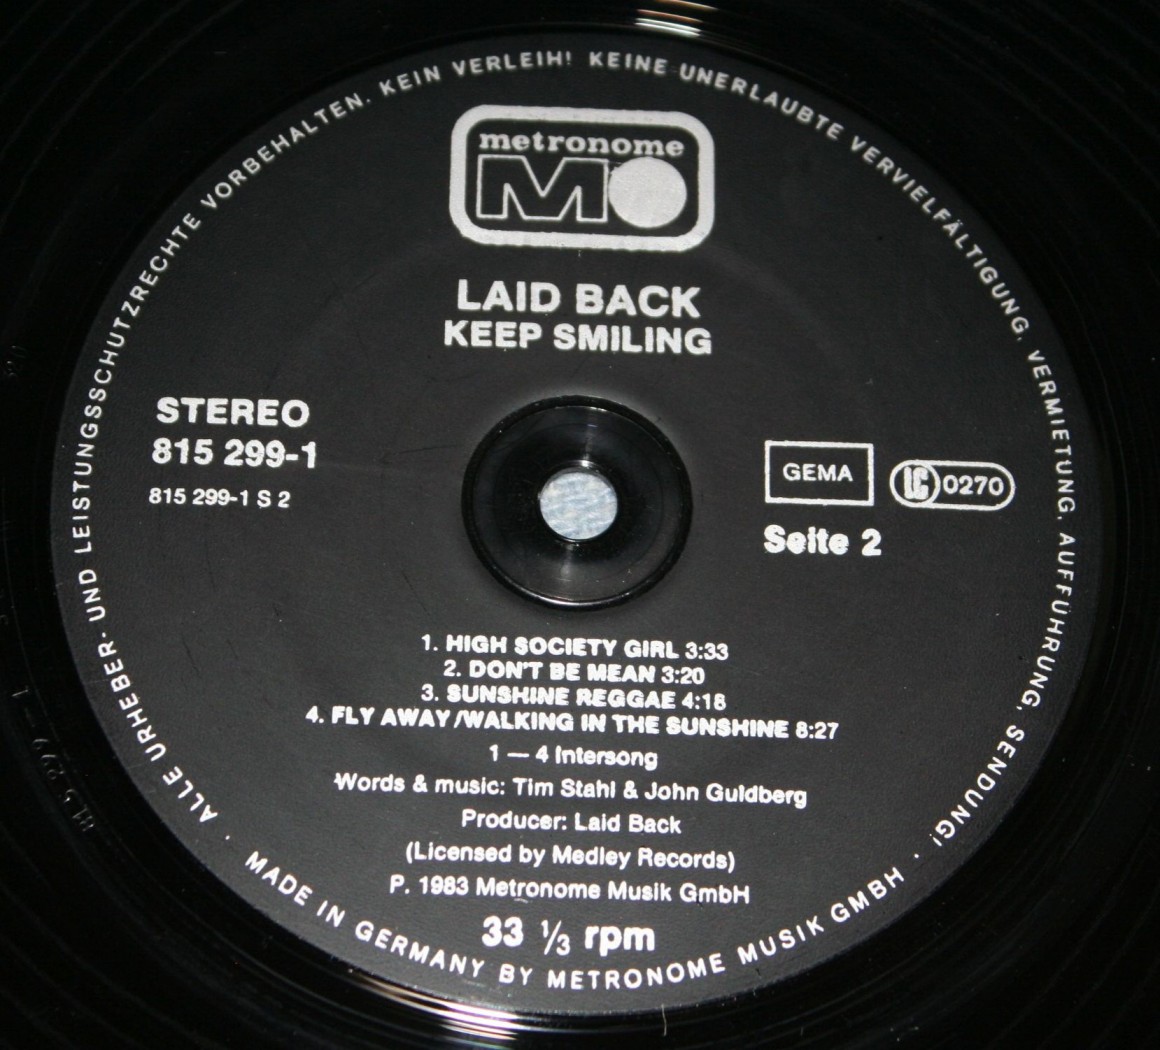 ALLE URHEBER- UND LEISTUNGSSCHUTZRECHTE VORBEHALTEN. KEIN VERLEIH! KEINE UNERLAUBTE VERVIELFÄLTIGUNG, VERMIETUNG, AUFFÜHRUNG, SENDUNG!
metronome
MO
LAID BACK
KEEP SMILING
STEREO
815 299-1
815 299-1 S 2
GEMA
LC 0270
Seite 2
1. HIGH SOCIETY GIRL 3:33
2. DON'T BE MEAN 3:20
3. SUNSHINE REGGAE 4:18
4. FLY AWAY/WALKING IN THE SUNSHINE 8:27
1 — 4 Intersong
Words & music: Tim Stahl & John Guldberg
Producer: Laid Back
(Licensed by Medley Records)
P. 1983 Metronome Musik GmbH
33 ⅓ rpm
· MADE IN GERMANY BY METRONOME MUSIK GMBH ·